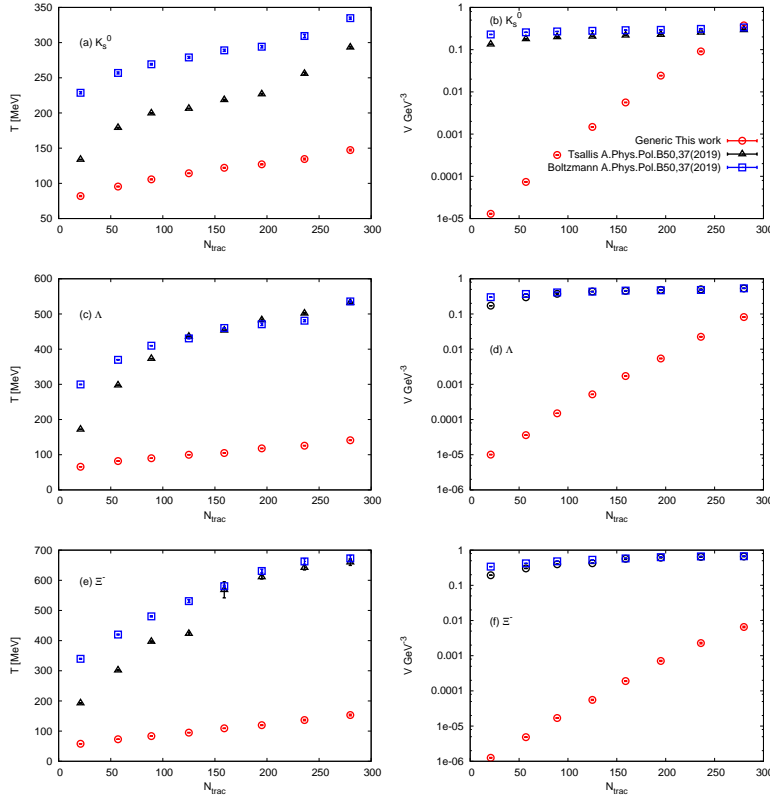 350
300
250
200
150
100
50
0 50 100 150 200 250 300
T [MeV]
N_trac
(a) K_s^0
1
0.1
0.01
0.001
0.0001
1e-05
0 50 100 150 200 250 300
V GeV^-3
N_trac
(b) K_s^0
Generic This work
Tsallis A.Phys.Pol.B50,37(2019)
Boltzmann A.Phys.Pol.B50,37(2019)
600
500
400
300
200
100
0
0 50 100 150 200 250 300
T [MeV]
N_trac
(c) Λ
1
0.1
0.01
0.001
0.0001
1e-05
1e-06
0 50 100 150 200 250 300
V GeV^-3
N_trac
(d) Λ
700
600
500
400
300
200
100
0
0 50 100 150 200 250 300
T [MeV]
N_trac
(e) Ξ^-
1
0.1
0.01
0.001
0.0001
1e-05
1e-06
0 50 100 150 200 250 300
V GeV^-3
N_trac
(f) Ξ^-